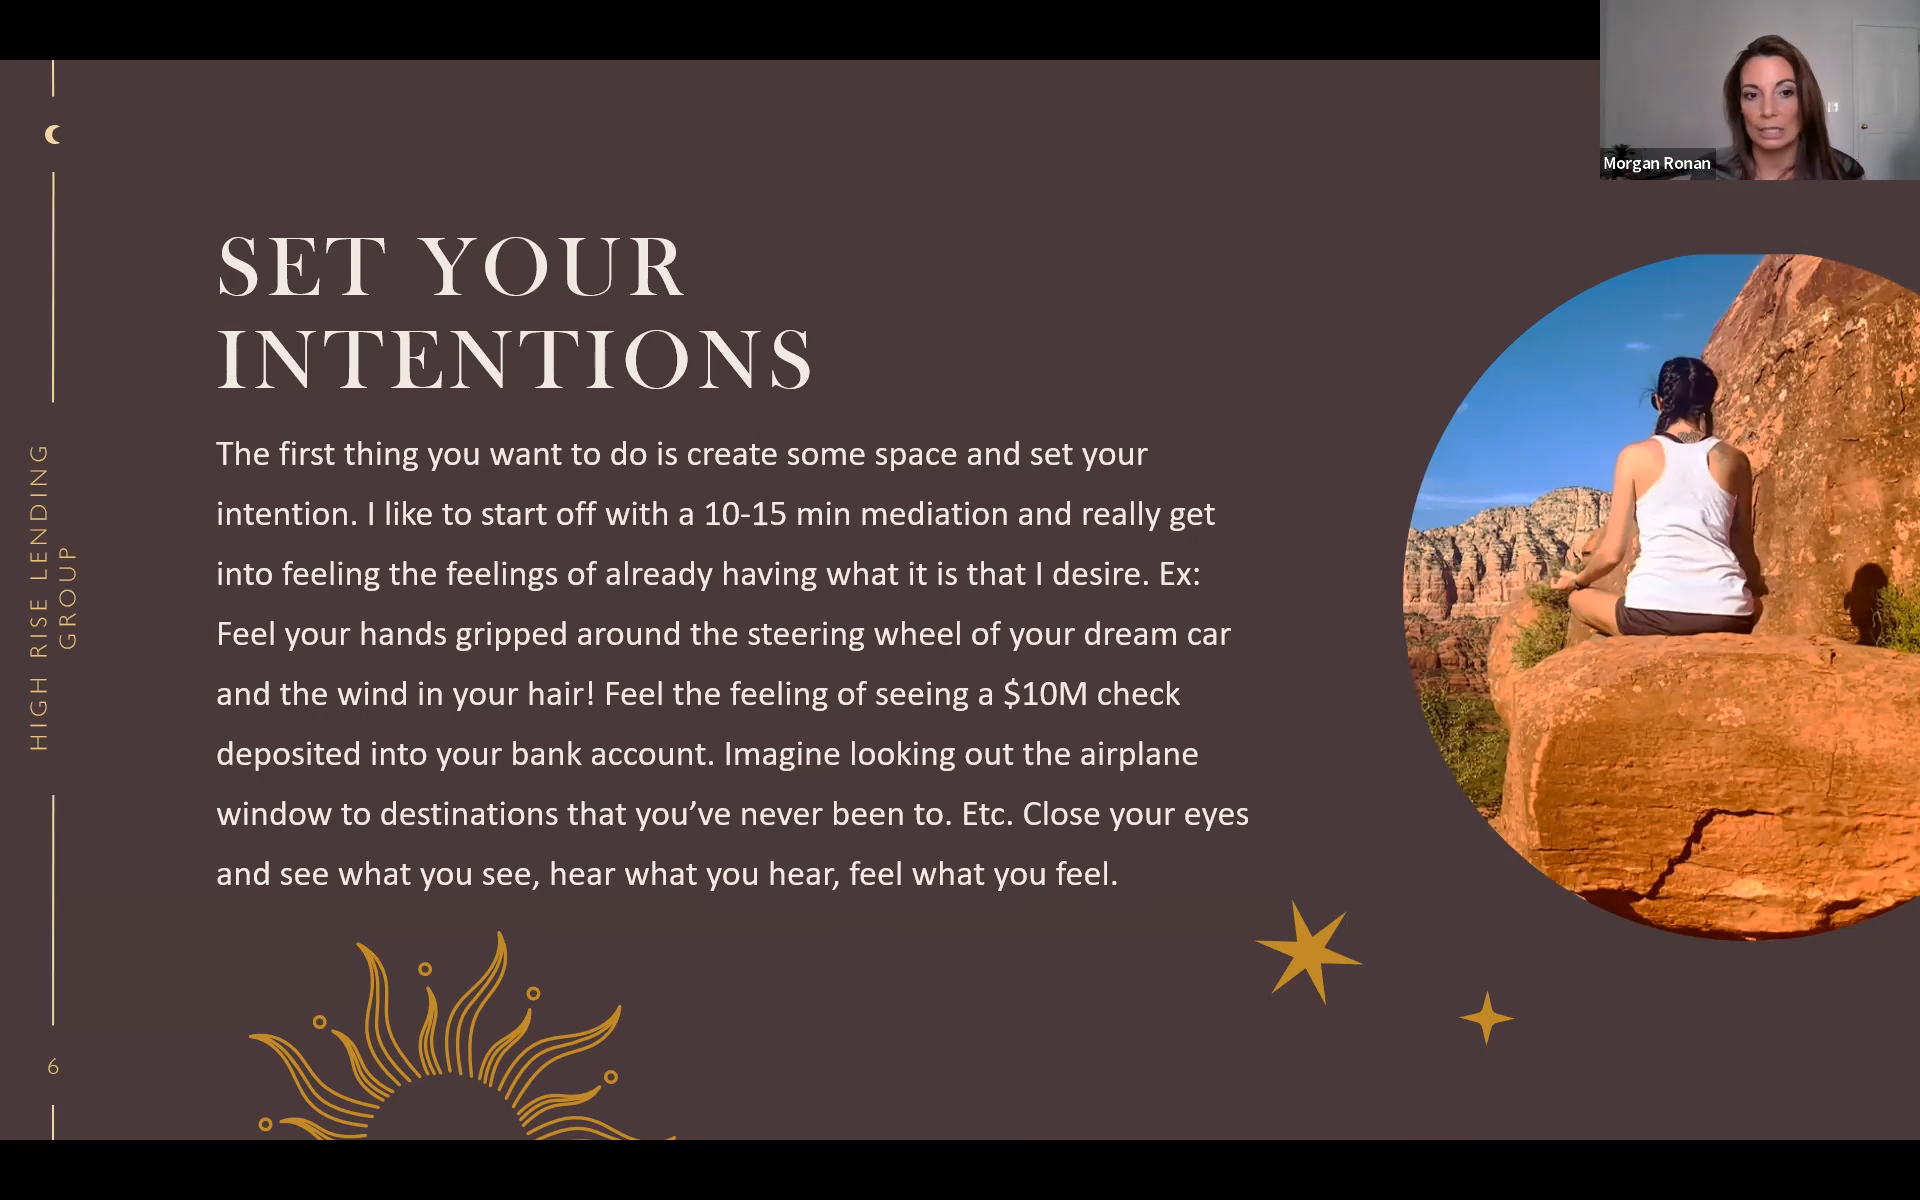 Morgan Ronan
SET YOUR
INTENTIONS
The first thing you want to do is create some space and set your
intention. I like to start off with a 10-15 min mediation and really get
into feeling the feelings of already having what it is that I desire. Ex:
Feel your hands gripped around the steering wheel of your dream car
and the wind in your hair! Feel the feeling of seeing a $10M check
deposited into your bank account. Imagine looking out the airplane
window to destinations that you’ve never been to. Etc. Close your eyes
and see what you see, hear what you hear, feel what you feel.
HIGH RISE LENDING
GROUP
6